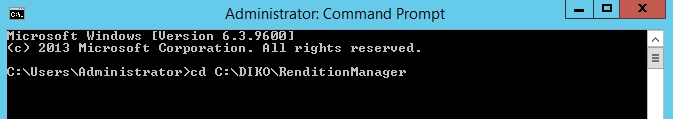 Administrator: Command Prompt
Microsoft Windows [Version 6.3.9600]
(c) 2013 Microsoft Corporation. All rights reserved.
C:\Users\Administrator>cd C:\DIKO\RenditionManager